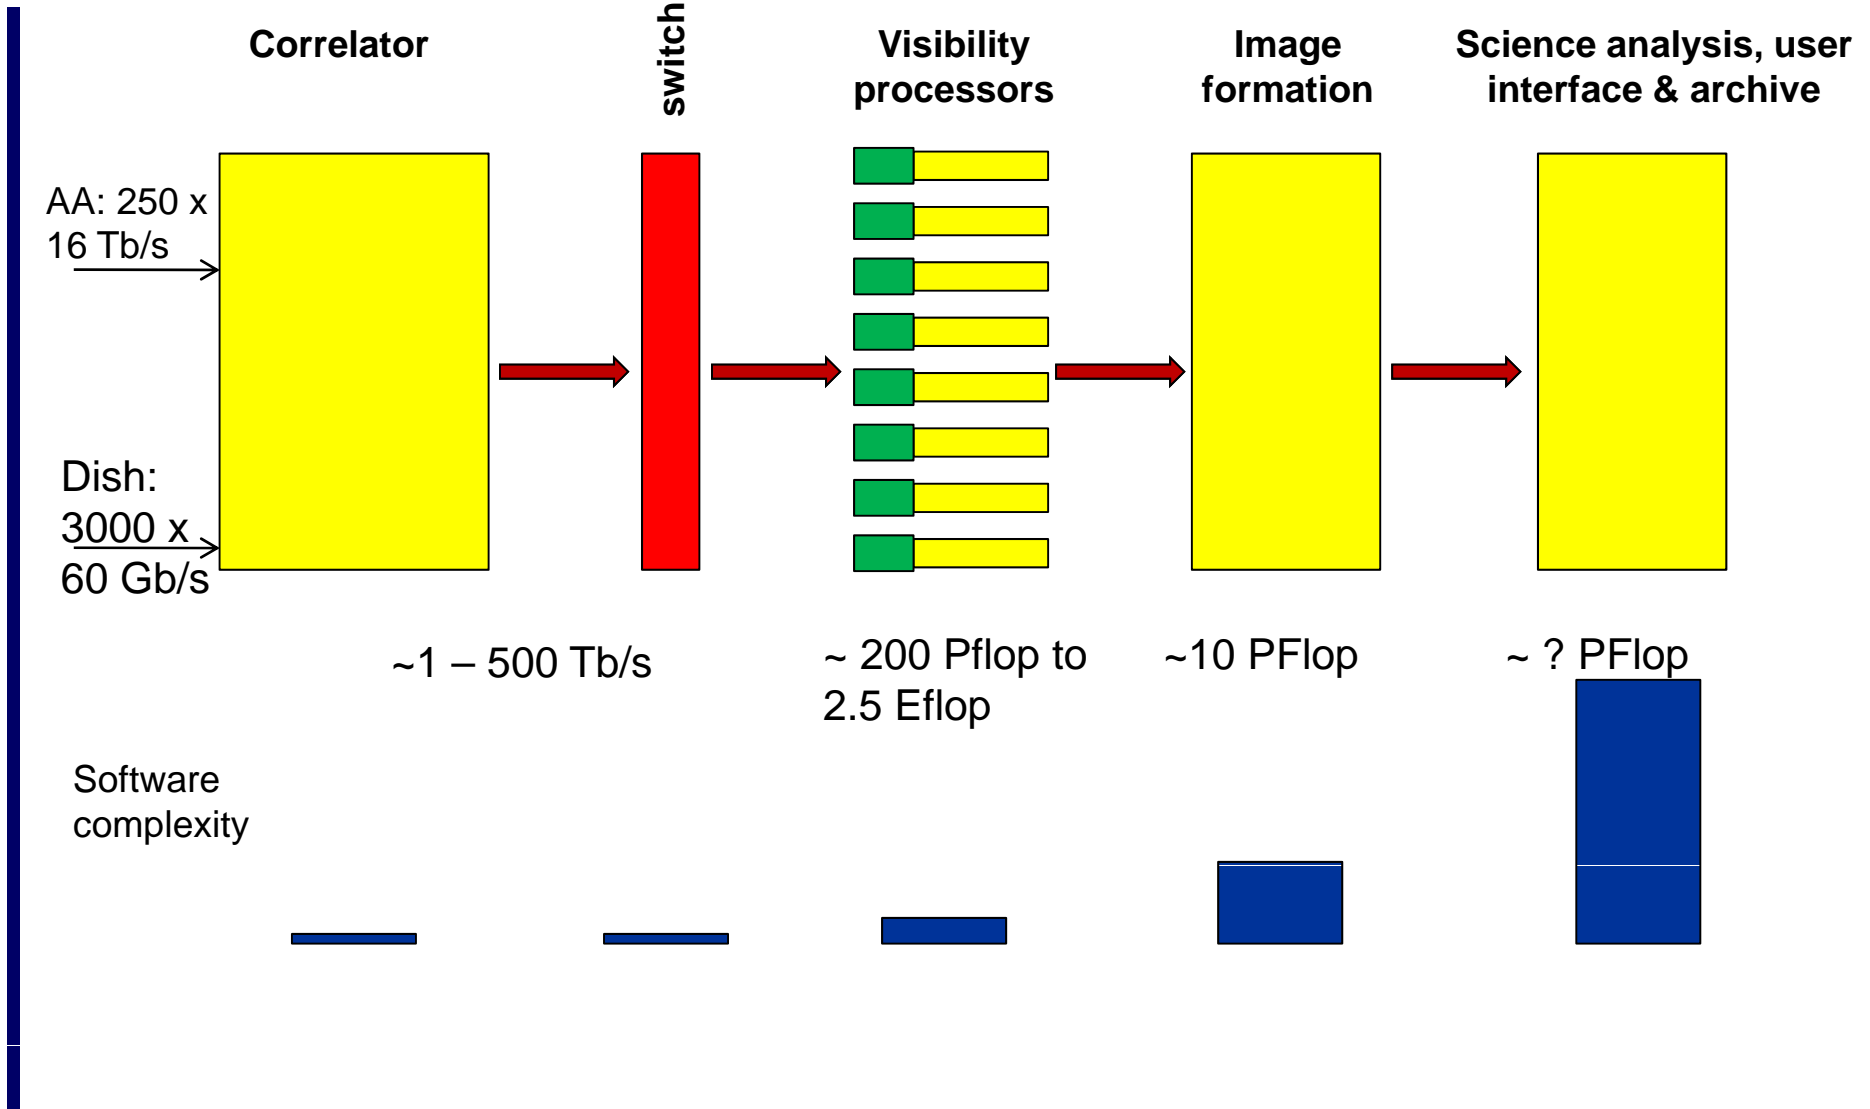 Correlator
switch
Visibility
processors
Image
formation
Science analysis, user
interface & archive
AA: 250 x
16 Tb/s
Dish:
3000 x
60 Gb/s
~1 – 500 Tb/s
~ 200 Pflop to
2.5 Eflop
~10 PFlop
~ ? PFlop
Software
complexity